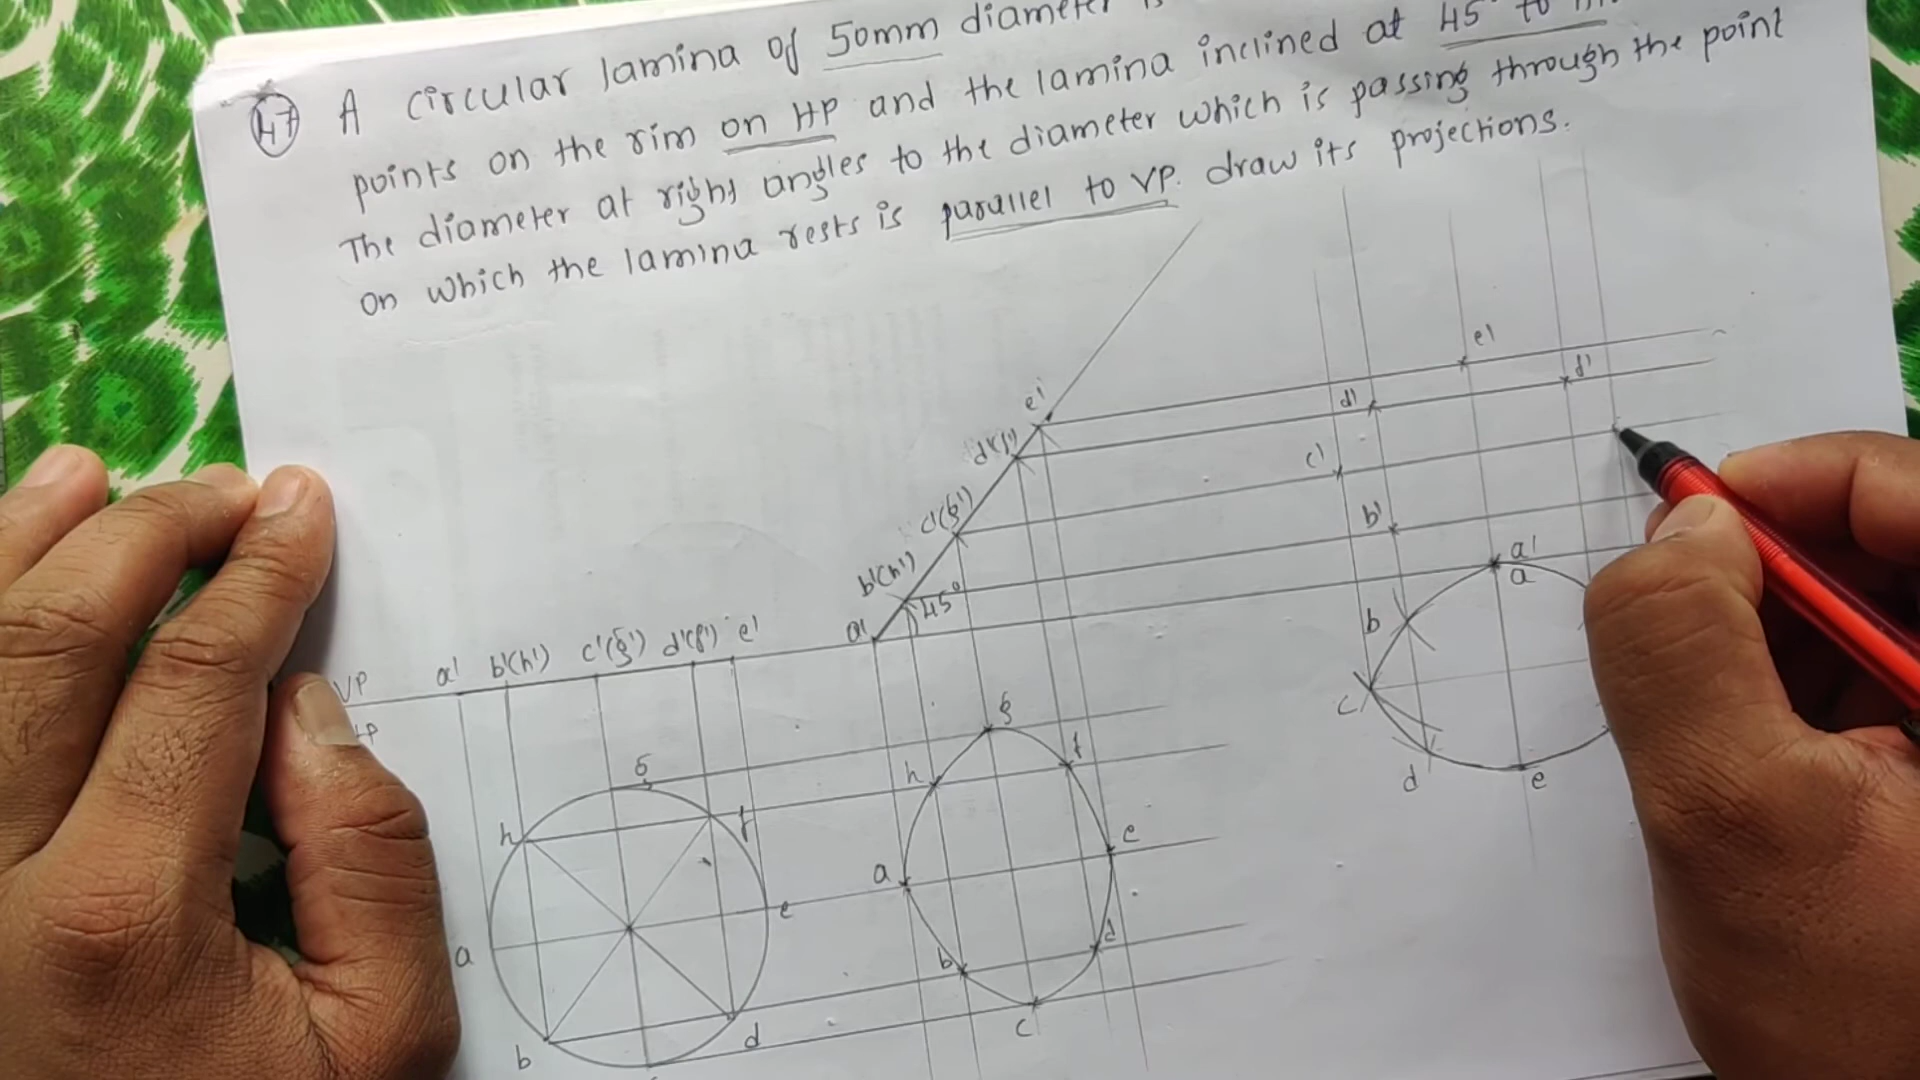 47 A circular lamina of 50mm diameter
points on the rim on HP and the lamina inclined at 45° to
The diameter at right angles to the diameter which is passing through the point
on which the lamina rests is parallel to VP. draw its projections.
e' d'
e' d'
d'(f') c'
c'(g') b'
b'(h') 45° a'
a' a
VP a' b'(h') c'(g') d'(f') e' b
g c
h f d e
g
h f a e
a e b d
b d c